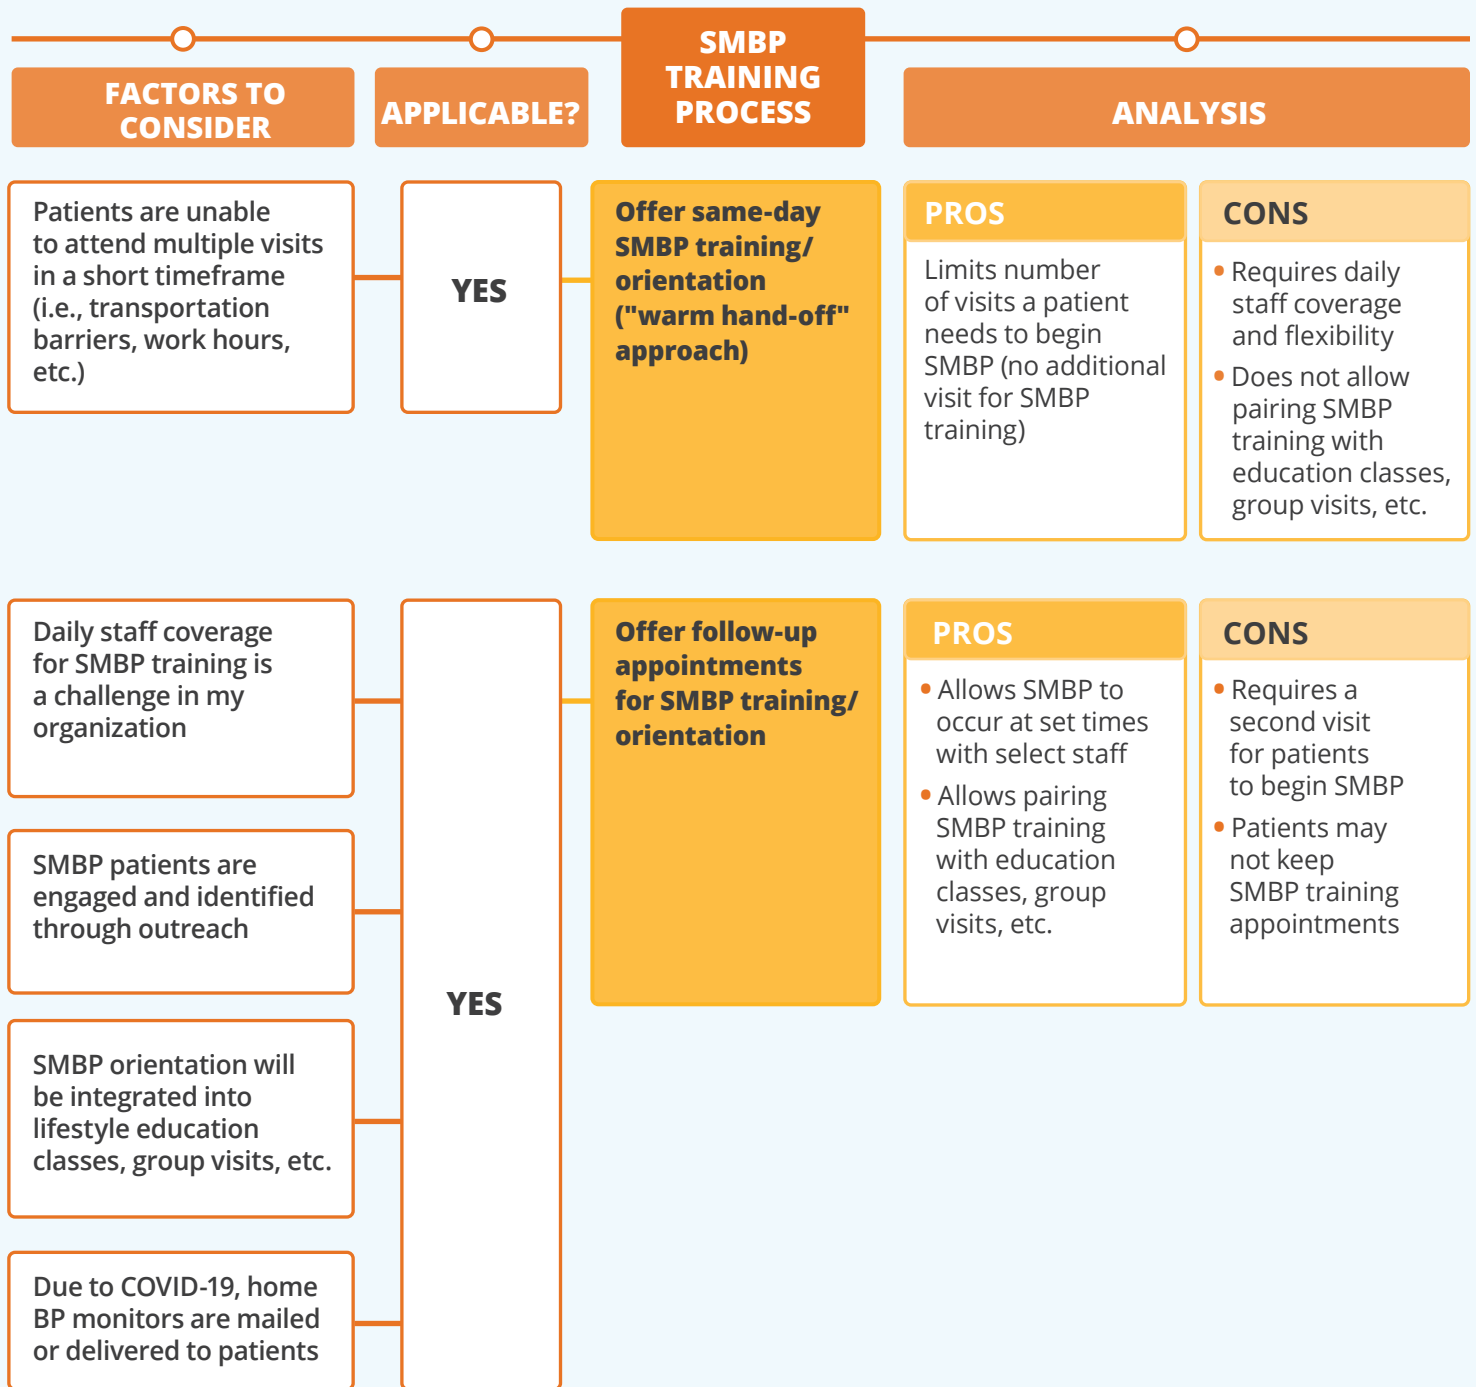 FACTORS TO
CONSIDER
APPLICABLE?
SMBP
TRAINING
PROCESS
ANALYSIS
Patients are unable
to attend multiple visits
in a short timeframe
(i.e., transportation
barriers, work hours,
etc.)
YES
Offer same-day
SMBP training/
orientation
("warm hand-off"
approach)
PROS
Limits number
of visits a patient
needs to begin
SMBP (no additional
visit for SMBP
training)
CONS
• Requires daily
staff coverage
and flexibility
• Does not allow
pairing SMBP
training with
education classes,
group visits, etc.
Daily staff coverage
for SMBP training is
a challenge in my
organization
SMBP patients are
engaged and identified
through outreach
SMBP orientation will
be integrated into
lifestyle education
classes, group visits, etc.
Due to COVID-19, home
BP monitors are mailed
or delivered to patients
YES
Offer follow-up
appointments
for SMBP training/
orientation
PROS
• Allows SMBP to
occur at set times
with select staff
• Allows pairing
SMBP training
with education
classes, group
visits, etc.
CONS
• Requires a
second visit
for patients
to begin SMBP
• Patients may
not keep
SMBP training
appointments